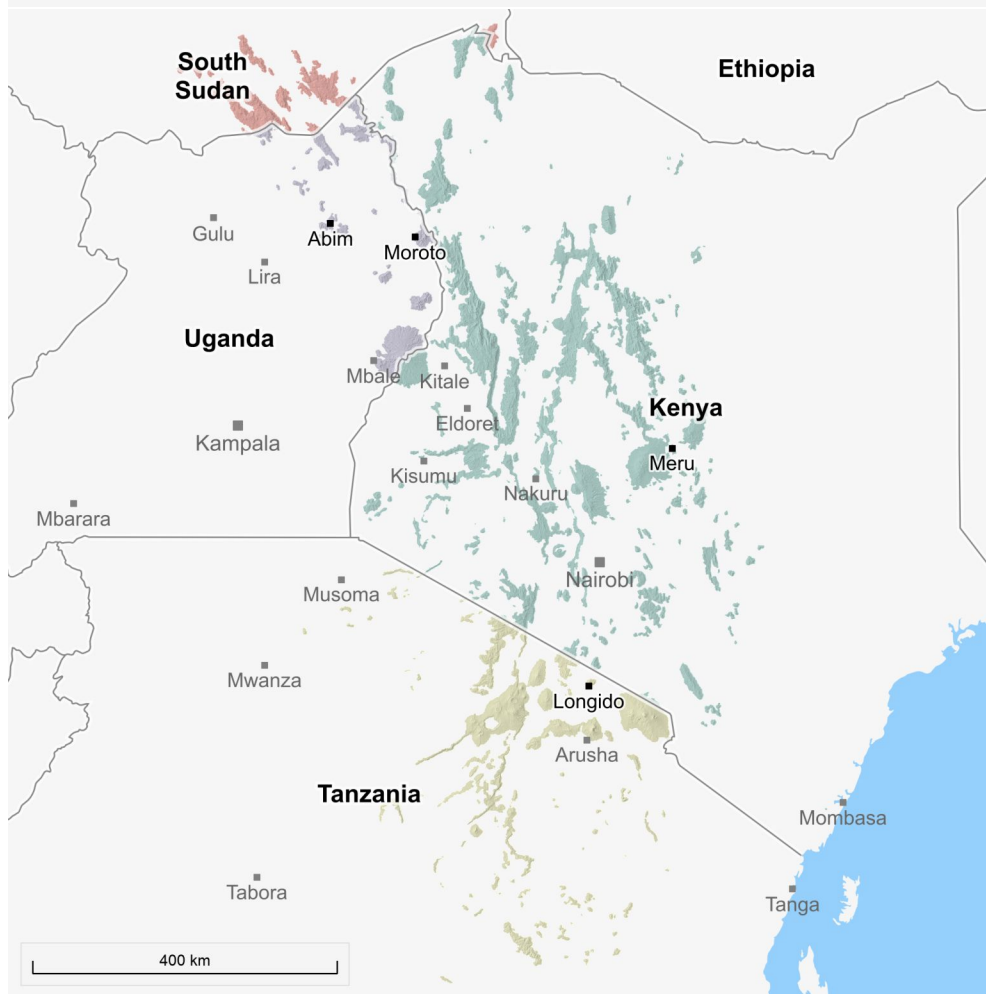 South
Sudan
Ethiopia
Gulu
Abim
Moroto
Lira
Uganda
Mbale
Kitale
Kenya
Eldoret
Kampala
Kisumu
Meru
Nakuru
Mbarara
Nairobi
Musoma
Mwanza
Longido
Arusha
Tanzania
Mombasa
Tabora
Tanga
400 km